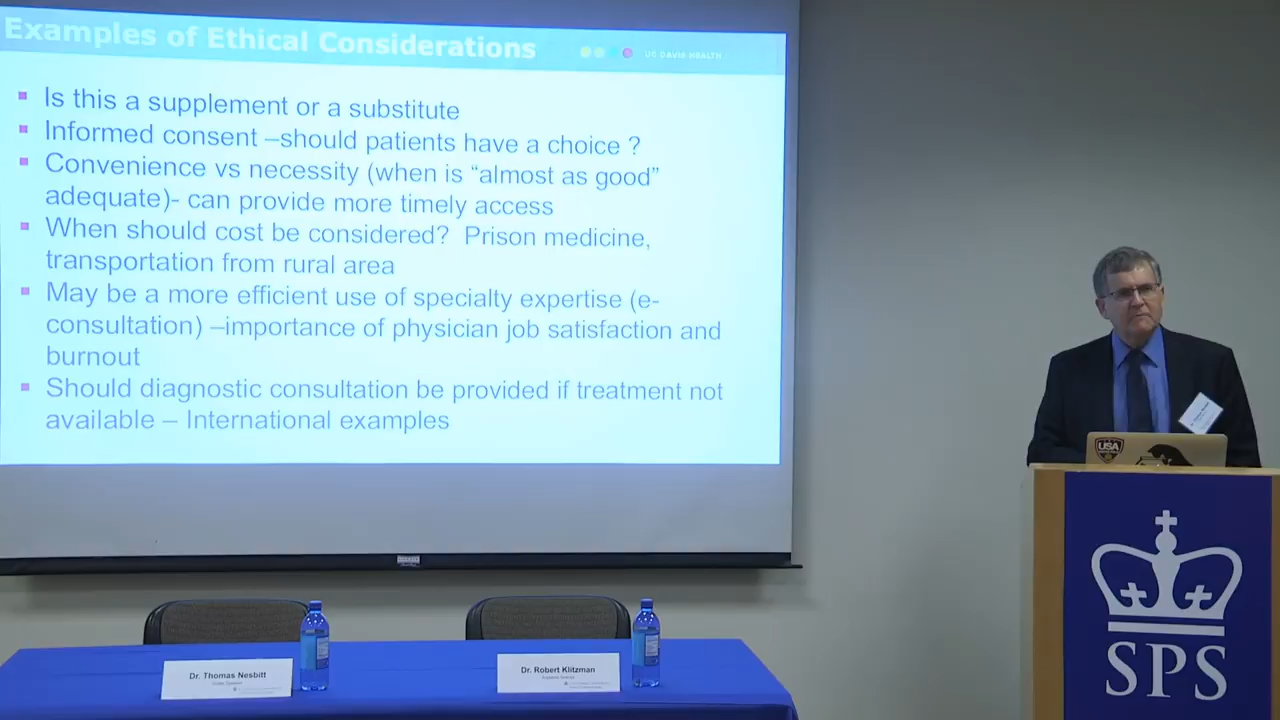 Examples of Ethical Considerations
UC DAVIS HEALTH
Is this a supplement or a substitute
Informed consent –should patients have a choice ?
Convenience vs necessity (when is “almost as good”
adequate)- can provide more timely access
When should cost be considered?  Prison medicine,
transportation from rural area
May be a more efficient use of specialty expertise (e-
consultation) –importance of physician job satisfaction and
burnout
Should diagnostic consultation be provided if treatment not
available – International examples
USA
SPS
Dr. Thomas Nesbitt
Dr. Robert Klitzman